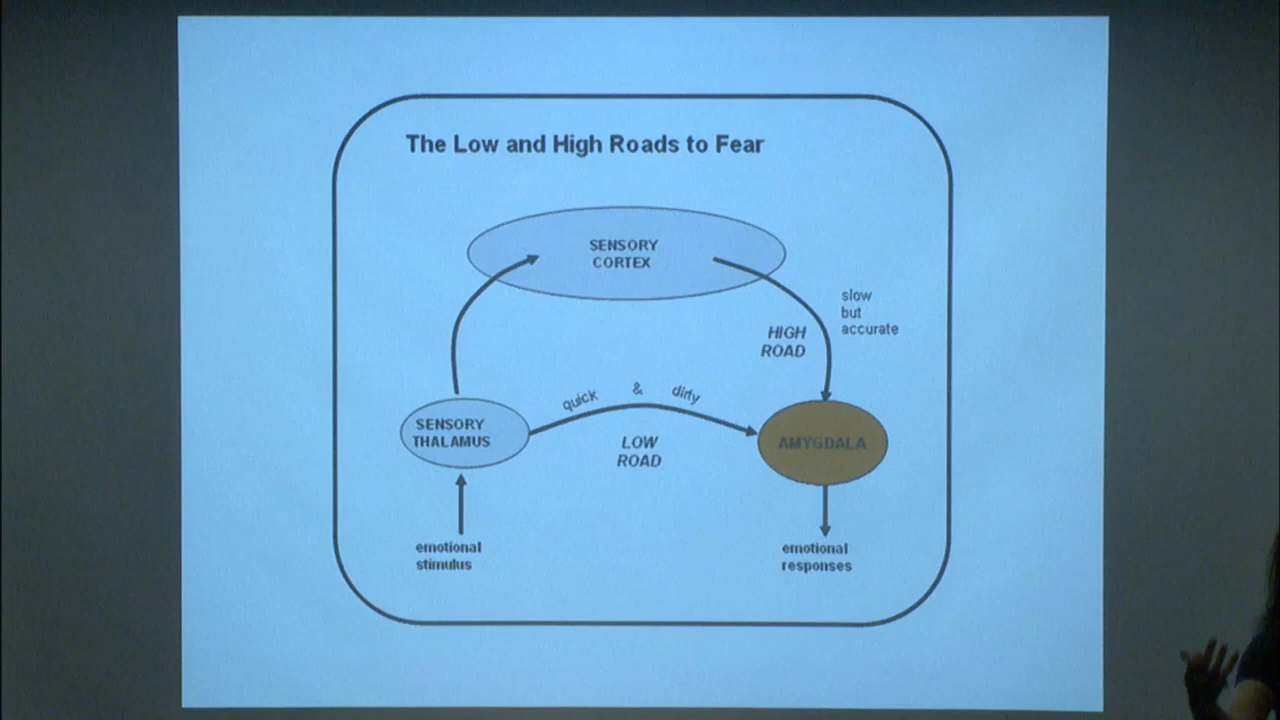 The Low and High Roads to Fear
SENSORY
CORTEX
slow
but
accurate
HIGH
ROAD
quick & dirty
SENSORY
THALAMUS
LOW
ROAD
AMYGDALA
emotional
stimulus
emotional
responses